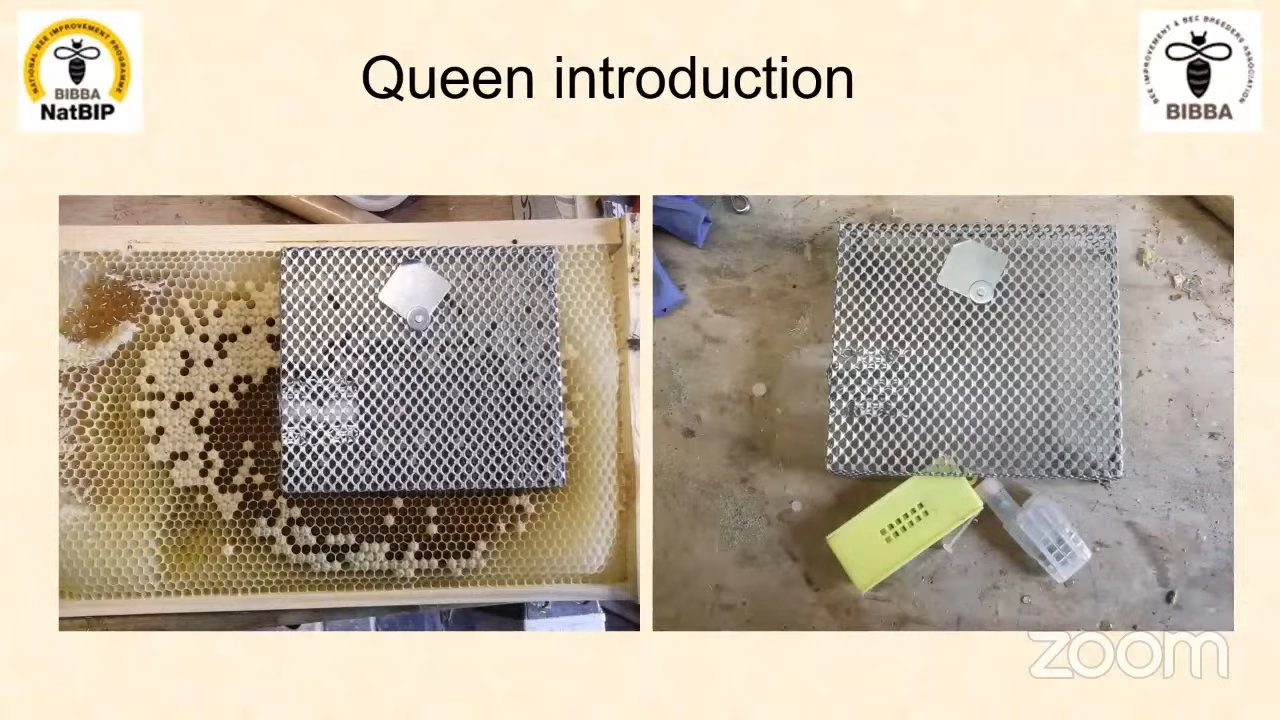 NATIONAL BEE IMPROVEMENT PROGRAMME
BIBBA
NatBIP
Queen introduction
BEE IMPROVEMENT & BEE BREEDERS ASSOCIATION
BIBBA
zoom